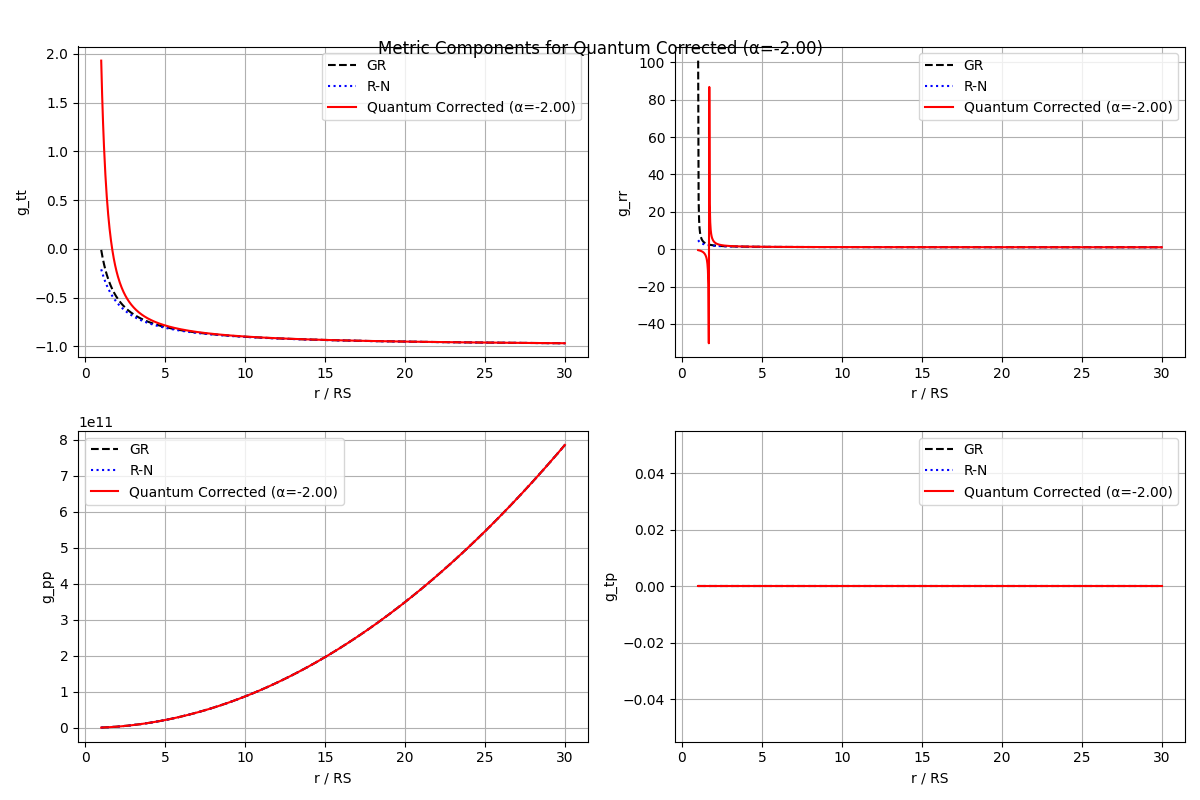 Metric Components for Quantum Corrected (α=-2.00)
g_tt
2.0
1.5
1.0
0.5
0.0
−0.5
−1.0
GR
R-N
Quantum Corrected (α=-2.00)
0 5 10 15 20 25 30
r / RS
g_rr
100
80
60
40
20
0
−20
−40
GR
R-N
Quantum Corrected (α=-2.00)
0 5 10 15 20 25 30
r / RS
1e11
g_pp
8
7
6
5
4
3
2
1
0
GR
R-N
Quantum Corrected (α=-2.00)
0 5 10 15 20 25 30
r / RS
g_tp
0.04
0.02
0.00
−0.02
−0.04
GR
R-N
Quantum Corrected (α=-2.00)
0 5 10 15 20 25 30
r / RS